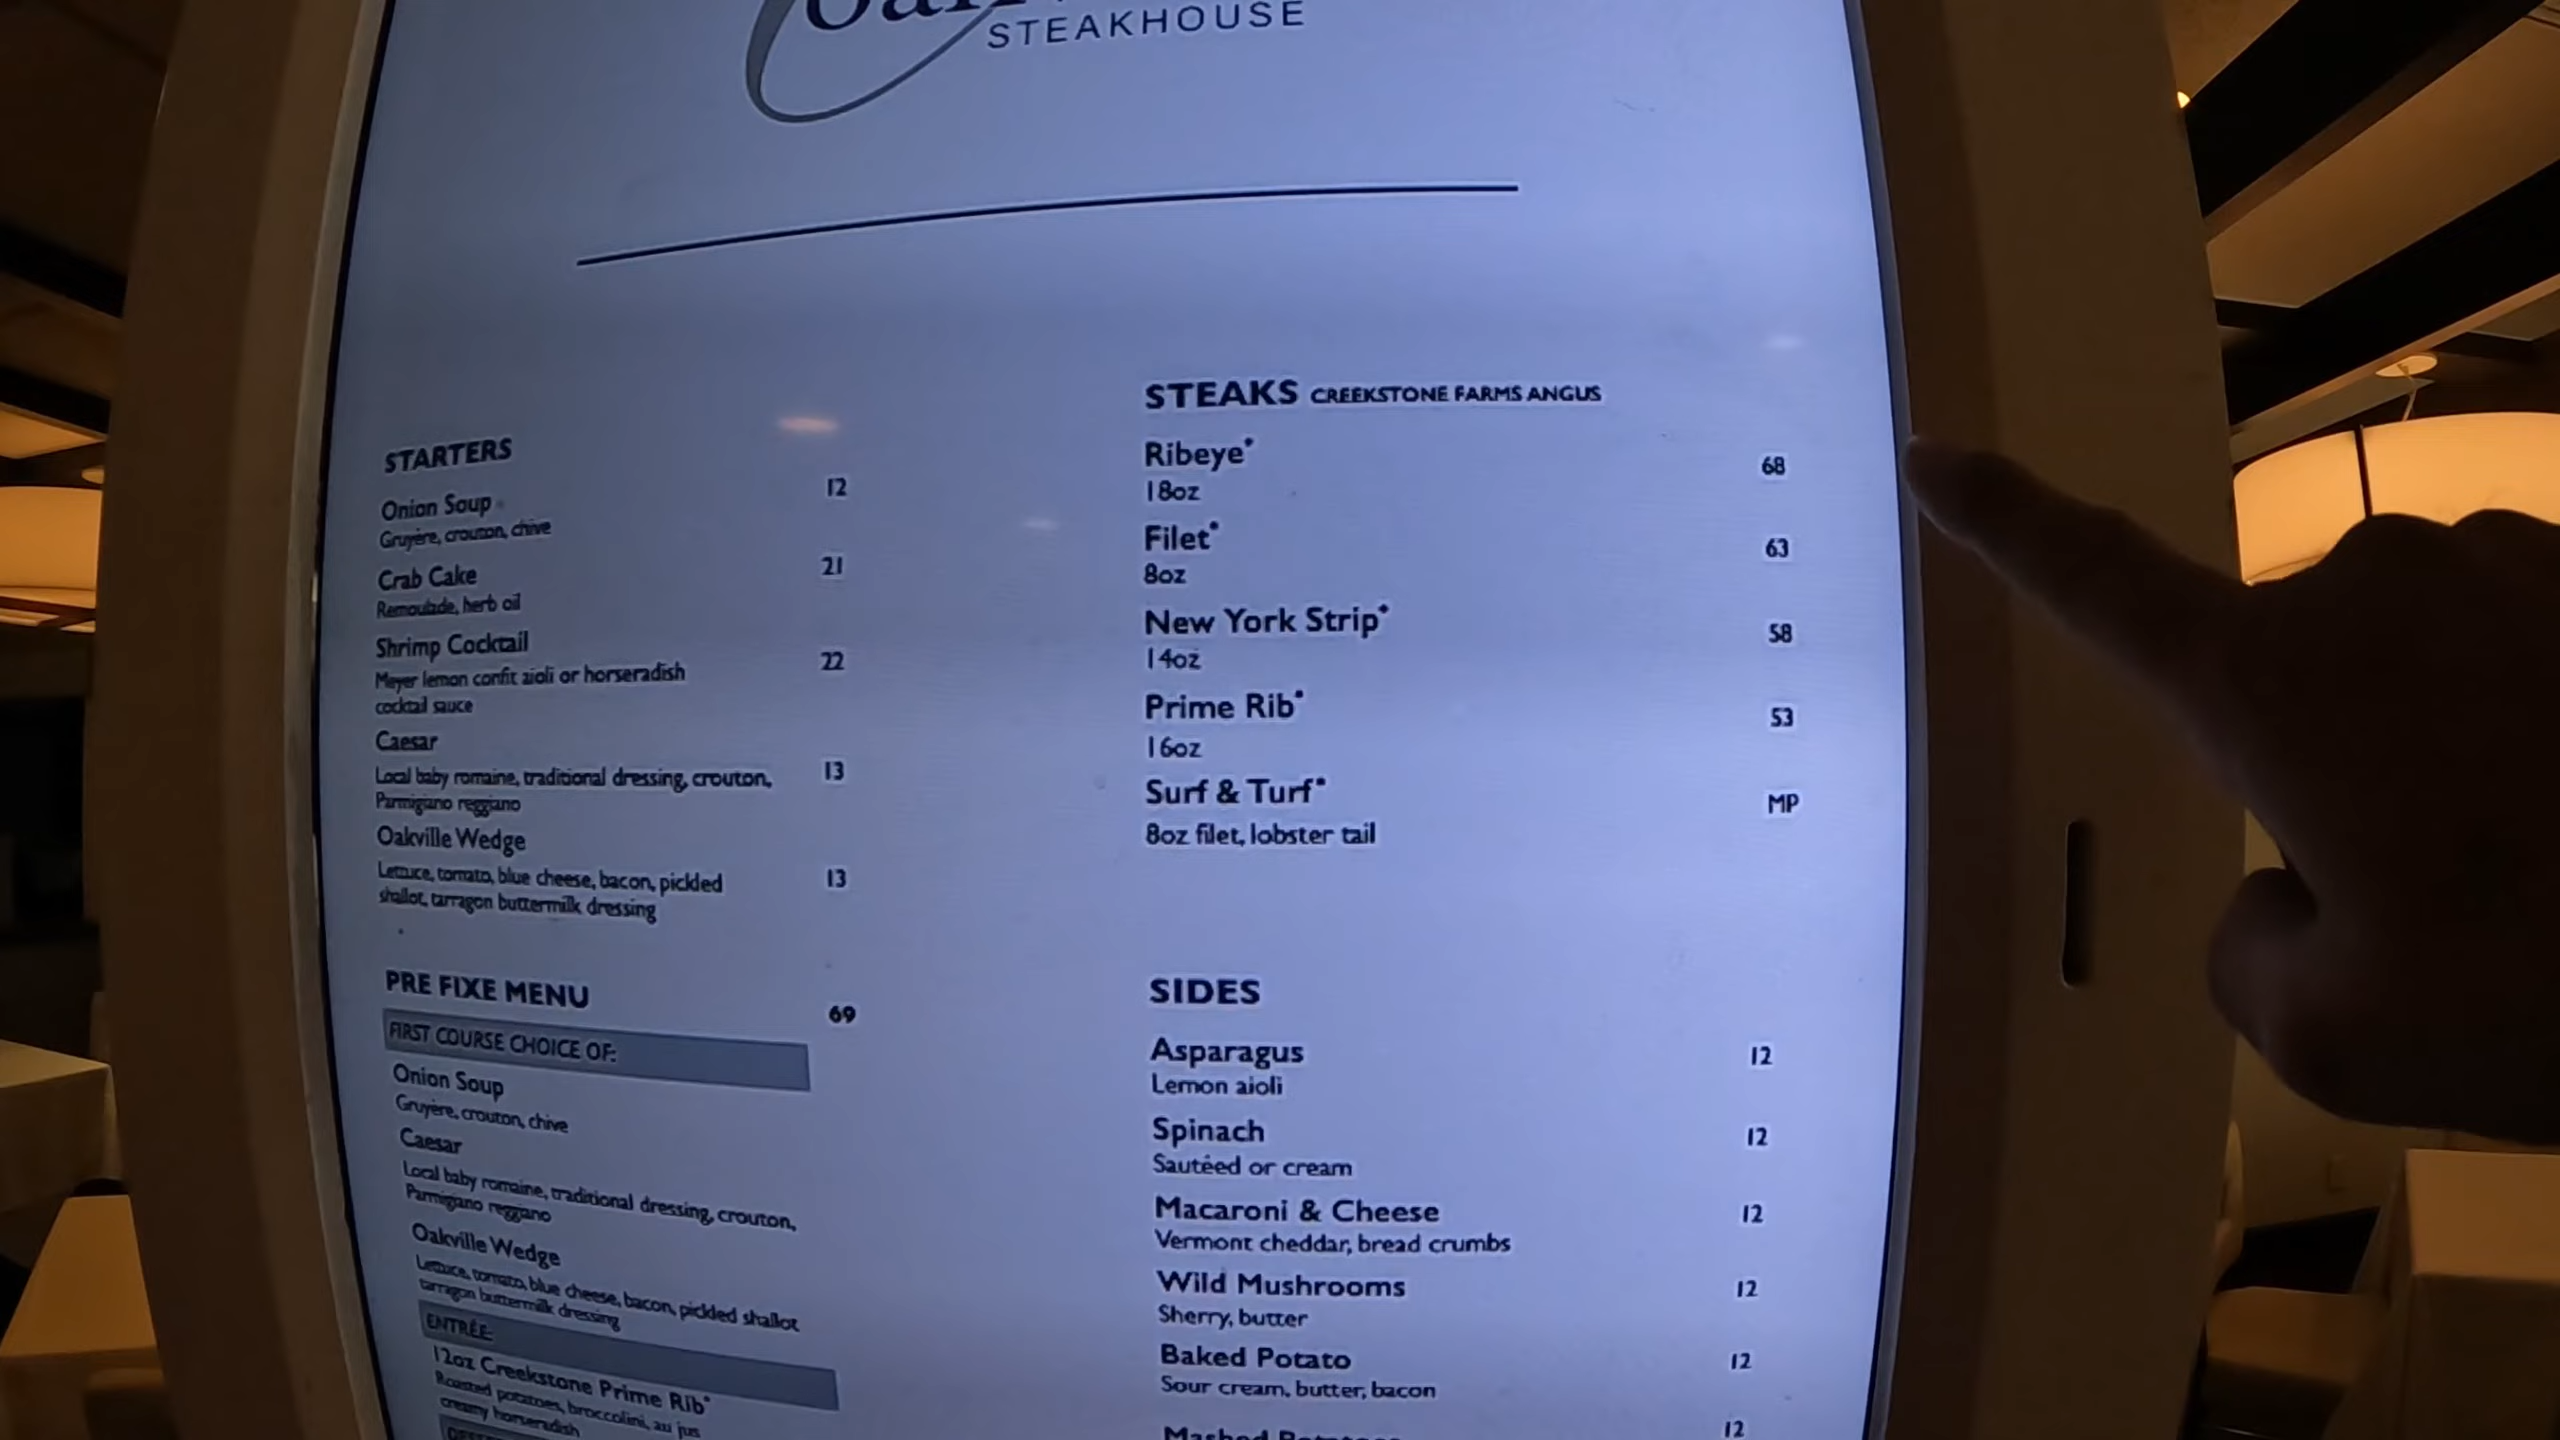 STEAKHOUSE
STARTERS
Onion Soup 12
Gruyère, crouton, chive
Crab Cake 21
Remoulade, herb oil
Shrimp Cocktail 22
Meyer lemon confit aioli or horseradish
cocktail sauce
Caesar 13
Local baby romaine, traditional dressing, crouton,
Parmigano reggiano
Oakville Wedge 13
Lettuce, tomato, blue cheese, bacon, pickled
shallot, tarragon buttermilk dressing
PRE FIXE MENU 69
FIRST COURSE CHOICE OF:
Onion Soup
Gruyère, crouton, chive
Caesar
Local baby romaine, traditional dressing, crouton,
Parmigano reggiano
Oakville Wedge
Lettuce, tomato, blue cheese, bacon, pickled shallot
tarragon buttermilk dressing
ENTRÉE:
12oz Creekstone Prime Rib*
Roasted potatoes, broccolini, au jus
creamy horseradish
STEAKS CREEKSTONE FARMS ANGUS
Ribeye* 68
18oz
Filet* 63
8oz
New York Strip* 58
14oz
Prime Rib* 53
16oz
Surf & Turf* MP
8oz filet, lobster tail
SIDES
Asparagus 12
Lemon aioli
Spinach 12
Sautéed or cream
Macaroni & Cheese 12
Vermont cheddar, bread crumbs
Wild Mushrooms 12
Sherry, butter
Baked Potato 12
Sour cream, butter, bacon
Mashed 12